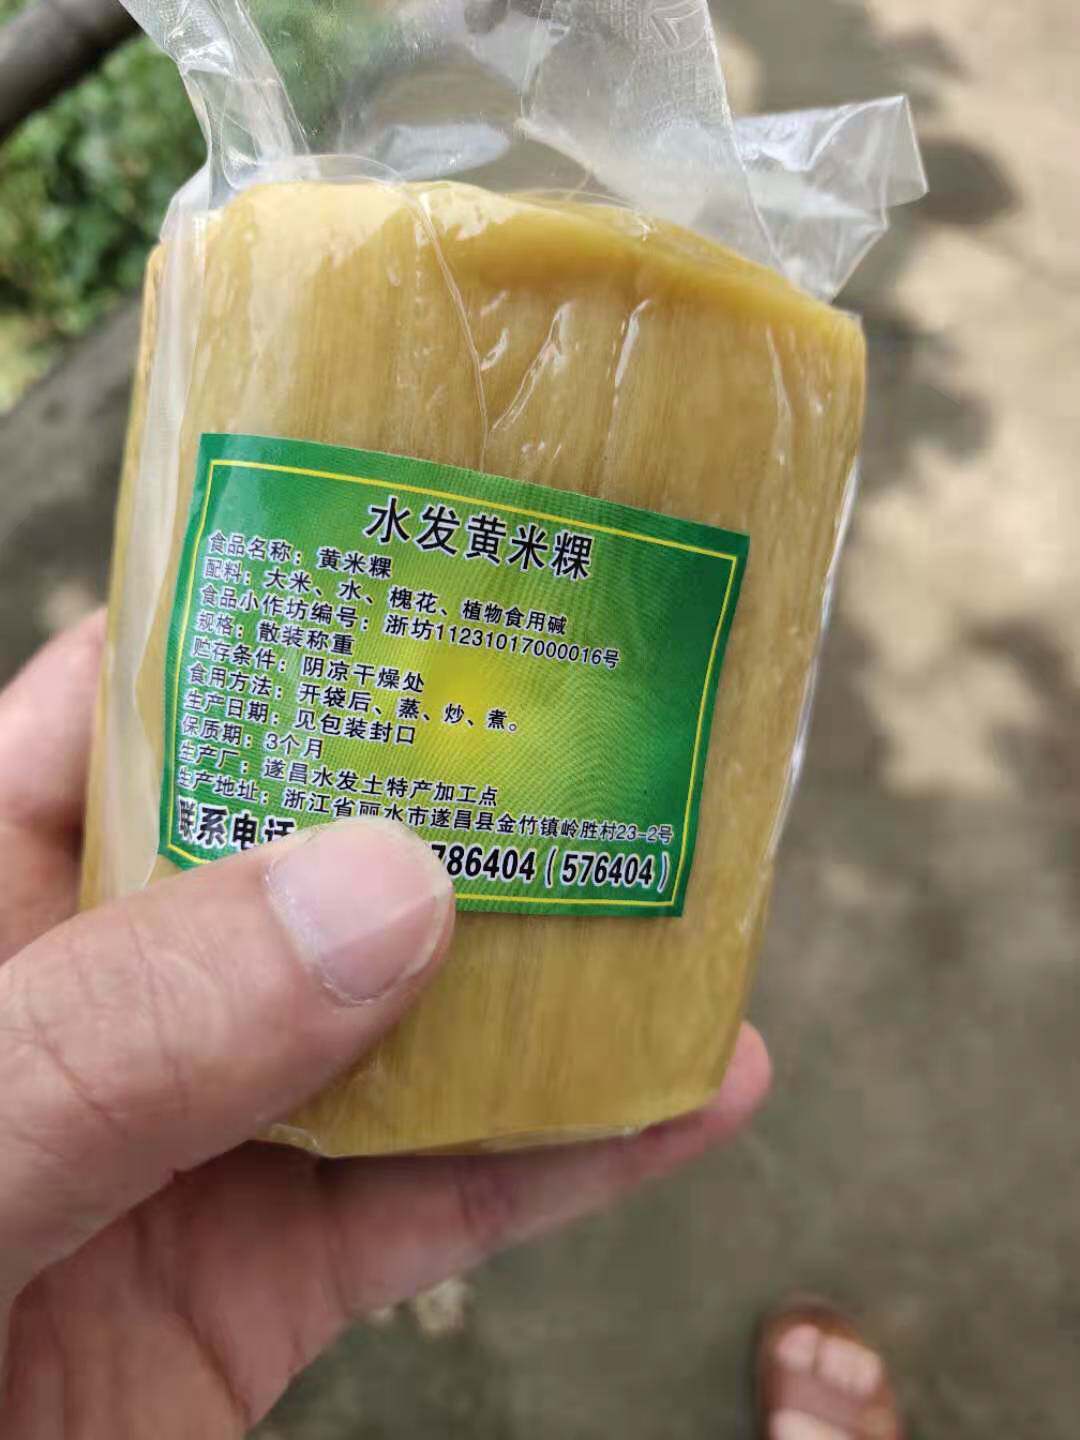 水发黄米粿
食品名称：黄米粿
配料：大米、水、槐花、植物食用碱
食品小作坊编号：浙坊11231017000016号
规格：散装称重
贮存条件：阴凉干燥处
食用方法：开袋后、蒸、炒、煮。
生产日期：见包装封口
保质期：3个月
生产厂：遂昌水发土特产加工点
生产地址：浙江省丽水市遂昌县金竹镇岭胜村23-2号
联系电话 786404（576404）